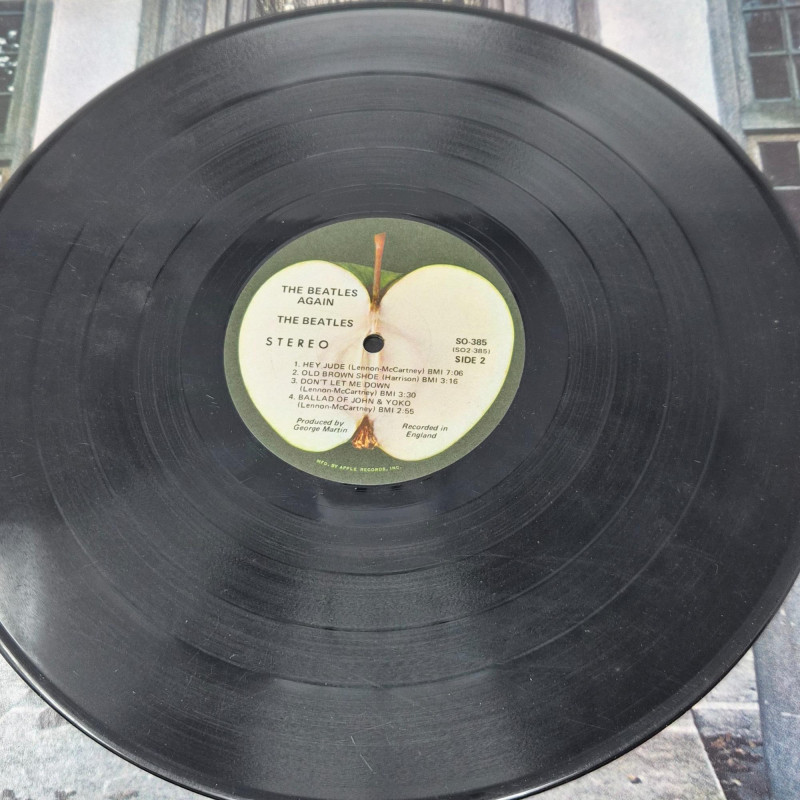 THE BEATLES
AGAIN
THE BEATLES
STEREO
SO-385
(SO2-385)
SIDE 2
1. HEY JUDE (Lennon-McCartney) BMI 7:06
2. OLD BROWN SHOE (Harrison) BMI 3:16
3. DON'T LET ME DOWN
(Lennon-McCartney) BMI 3:30
4. BALLAD OF JOHN & YOKO
(Lennon-McCartney) BMI 2:55
Produced by
George Martin
Recorded in
England
MFD. BY APPLE RECORDS, INC.